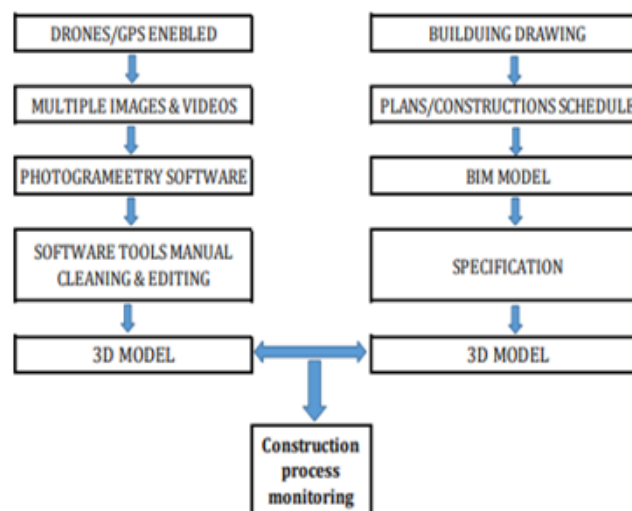 DRONES/GPS ENEBLED
MULTIPLE IMAGES & VIDEOS
PHOTOGRAMEETRY SOFTWARE
SOFTWARE TOOLS MANUAL
CLEANING & EDITING
3D MODEL
BUILDUING DRAWING
PLANS/CONSTRUCTIONS SCHEDULE
BIM MODEL
SPECIFICATION
3D MODEL
Construction
process
monitoring